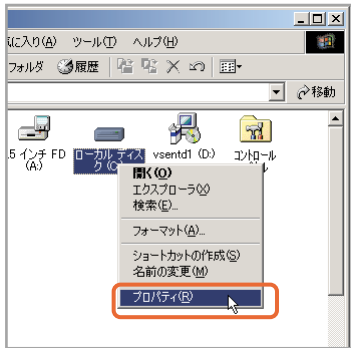 に入り(A) ツール(T) ヘルプ(H)
フォルダ 履歴
移動
5 インチ FD
(A:)
ローカル ディス
ク (C
vsentd1 (D:)
コントロール
ル
開く(O)
エクスプローラ(X)
検索(E)...
フォーマット(A)...
ショートカットの作成(S)
名前の変更(M)
プロパティ(R)